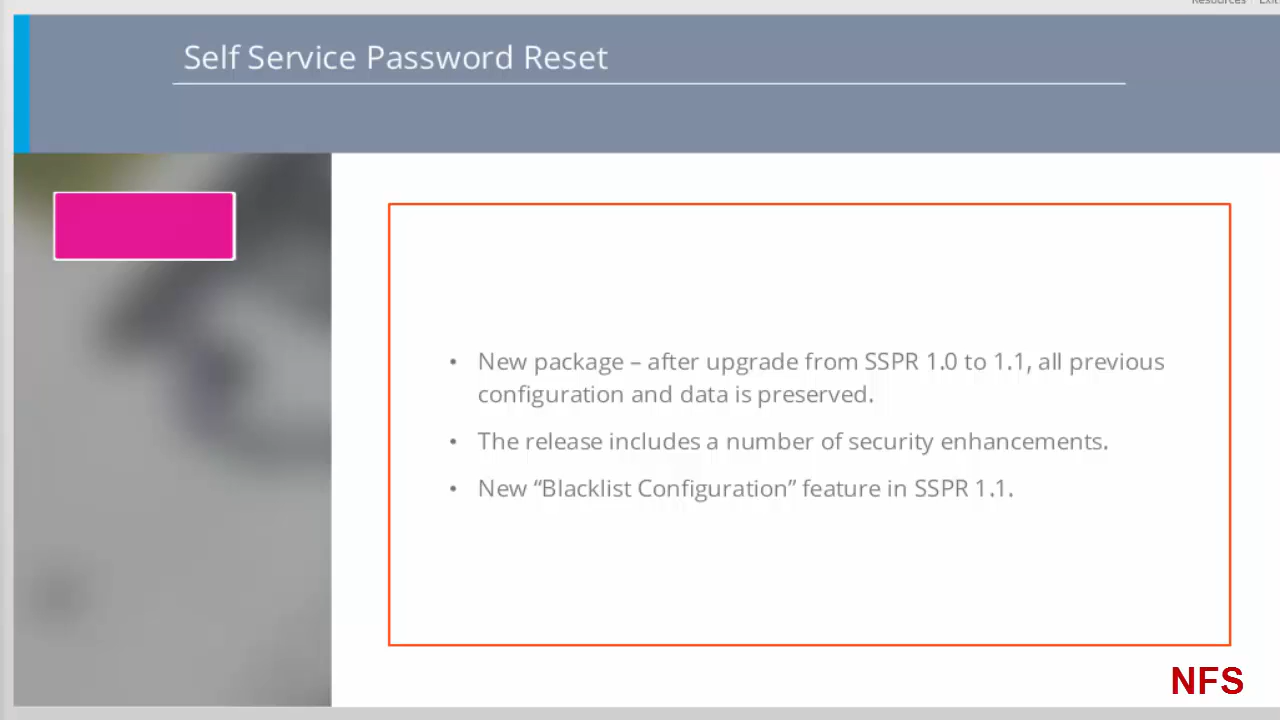 Resources Exit
Self Service Password Reset
• New package – after upgrade from SSPR 1.0 to 1.1, all previous
configuration and data is preserved.
• The release includes a number of security enhancements.
• New “Blacklist Configuration” feature in SSPR 1.1.
NFS